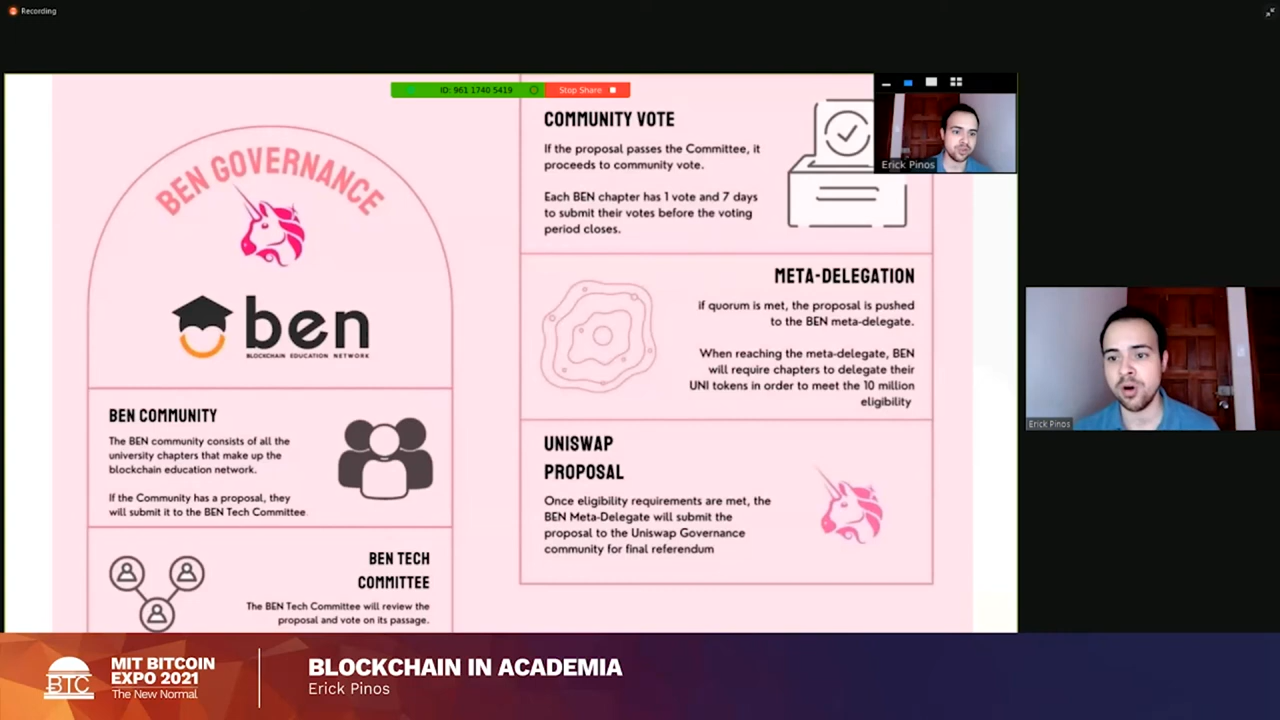 Recording
ID: 961 1740 5419
Stop Share
BEN GOVERNANCE
ben
BLOCKCHAIN EDUCATION NETWORK
BEN COMMUNITY
The BEN community consists of all the
university chapters that make up the
blockchain education network.
If the Community has a proposal, they
will submit it to the BEN Tech Committee
BEN TECH
COMMITTEE
The BEN Tech Committee will review the
proposal and vote on its passage.
COMMUNITY VOTE
If the proposal passes the Committee, it
proceeds to community vote.
Each BEN chapter has 1 vote and 7 days
to submit their votes before the voting
period closes.
META-DELEGATION
if quorum is met, the proposal is pushed
to the BEN meta-delegate.
When reaching the meta-delegate, BEN
will require chapters to delegate their
UNI tokens in order to meet the 10 million
eligibility
UNISWAP
PROPOSAL
Once eligibility requirements are met, the
BEN Meta-Delegate will submit the
proposal to the Uniswap Governance
community for final referendum
Erick Pinos
Erick Pinos
BTC
MIT BITCOIN
EXPO 2021
The New Normal
BLOCKCHAIN IN ACADEMIA
Erick Pinos